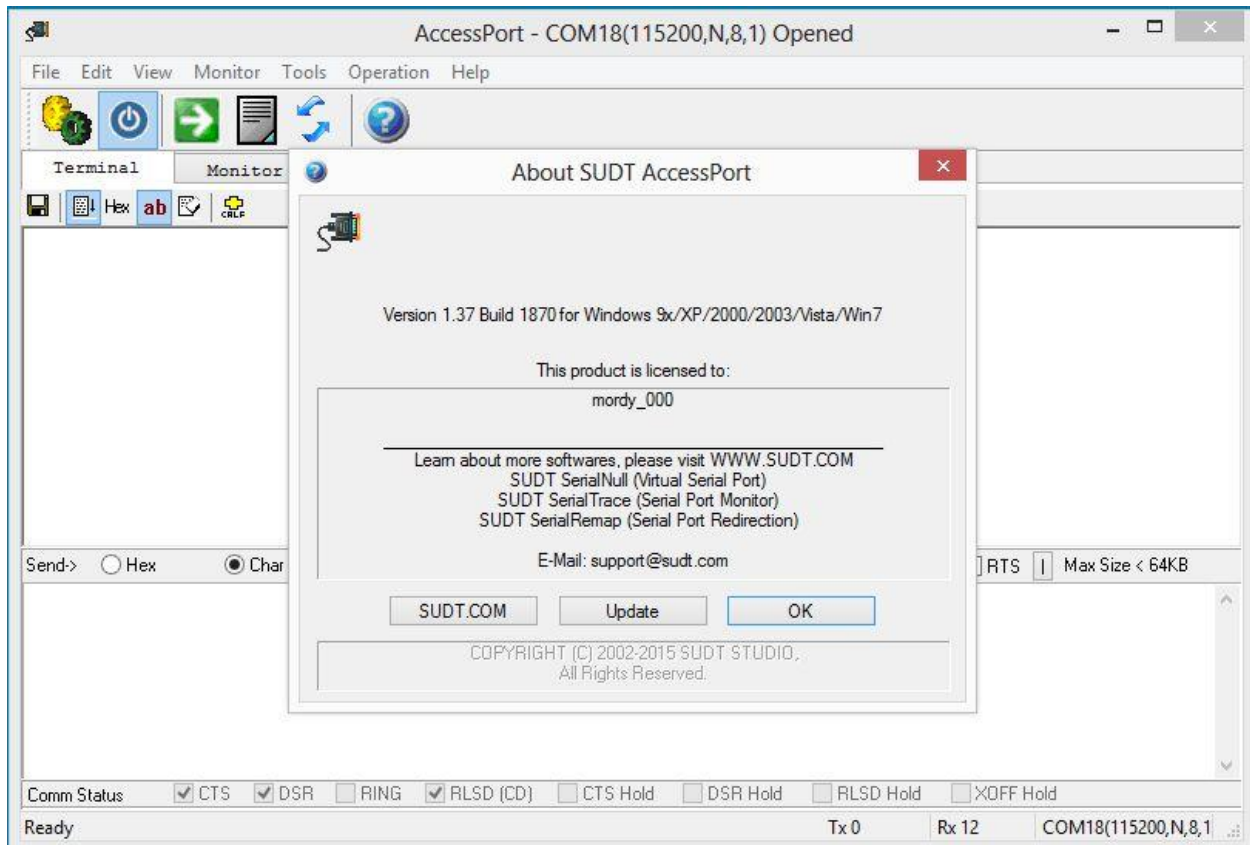 AccessPort - COM18(115200,N,8,1) Opened
File Edit View Monitor Tools Operation Help
Terminal Monitor
About SUDT AccessPort
Hex ab CRLF
Version 1.37 Build 1870 for Windows 9x/XP/2000/2003/Vista/Win7
This product is licensed to:
mordy_000
Learn about more softwares, please visit WWW.SUDT.COM
SUDT SerialNull (Virtual Serial Port)
SUDT SerialTrace (Serial Port Monitor)
SUDT SerialRemap (Serial Port Redirection)
E-Mail: support@sudt.com
Send-> Hex Char RTS | Max Size < 64KB
SUDT.COM Update OK
COPYRIGHT (C) 2002-2015 SUDT STUDIO,
All Rights Reserved.
Comm Status CTS DSR RING RLSD (CD) CTS Hold DSR Hold RLSD Hold XOFF Hold
Ready Tx 0 Rx 12 COM18(115200,N,8,1